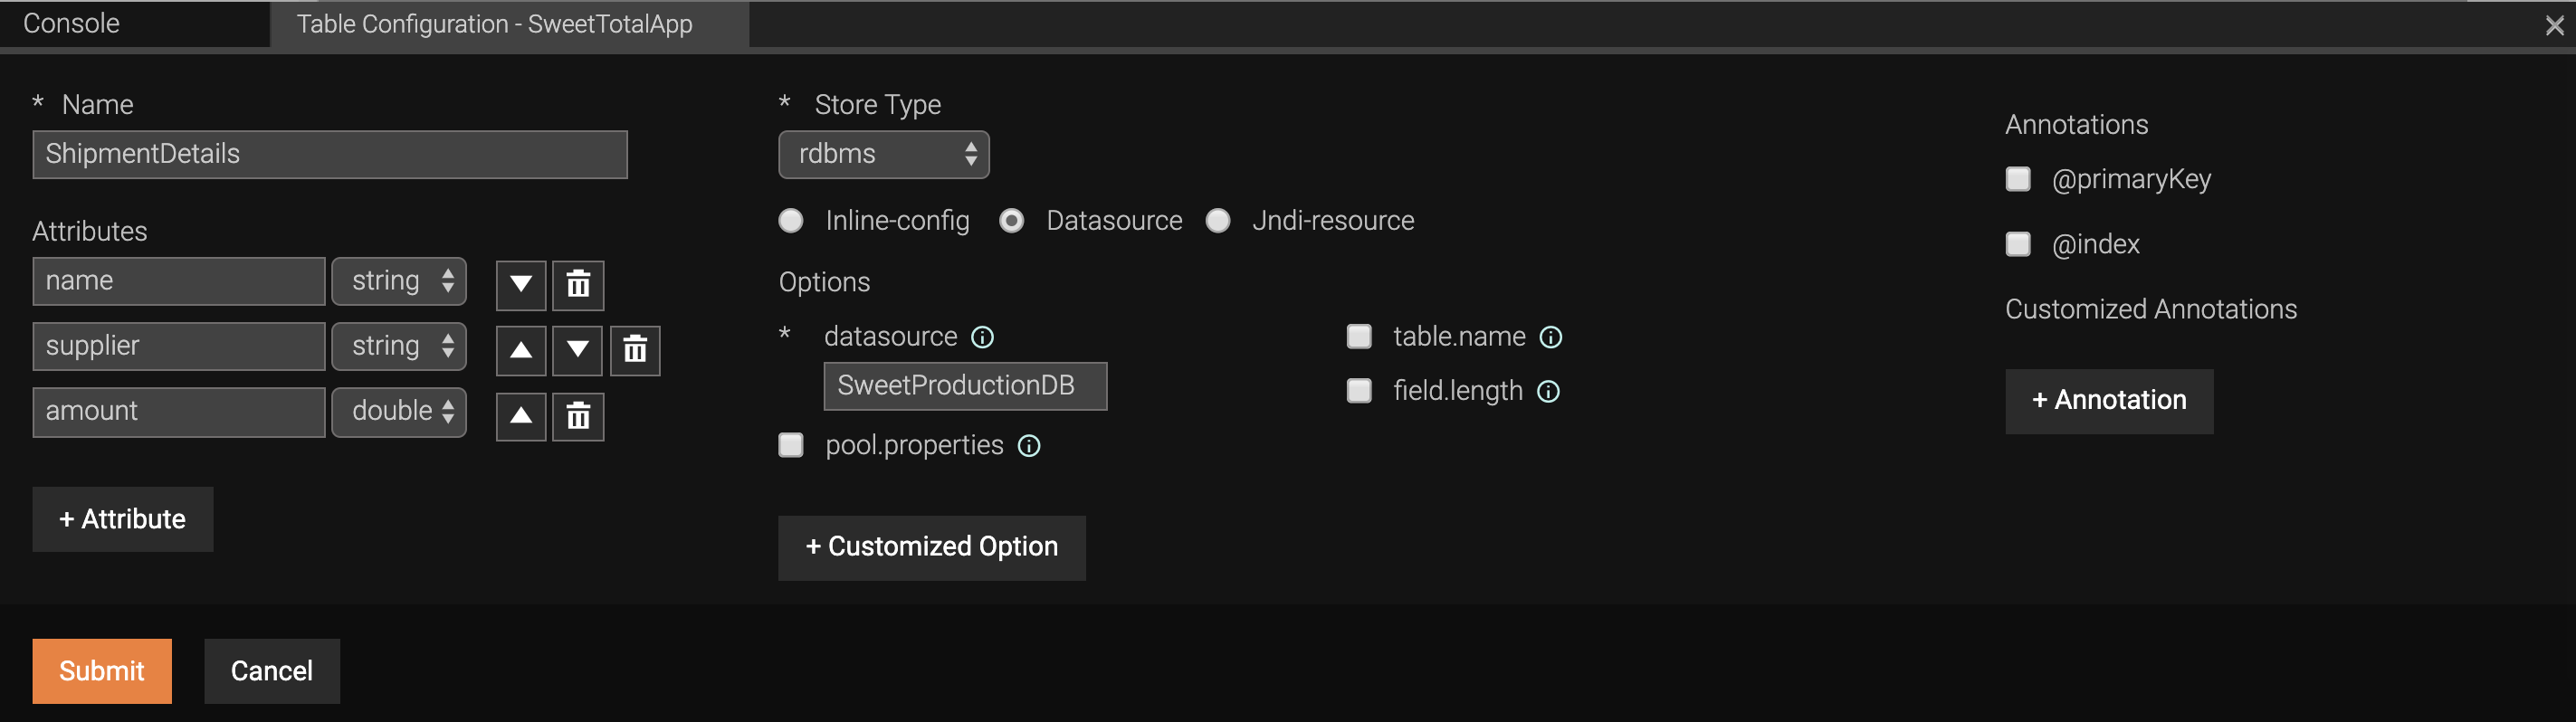 Console
Table Configuration - SweetTotalApp
* Name
ShipmentDetails
Attributes
name string
supplier string
amount double
+ Attribute
* Store Type
rdbms
Inline-config Datasource Jndi-resource
Options
* datasource
SweetProductionDB
pool.properties
table.name
field.length
+ Customized Option
Annotations
@primaryKey
@index
Customized Annotations
+ Annotation
Submit Cancel